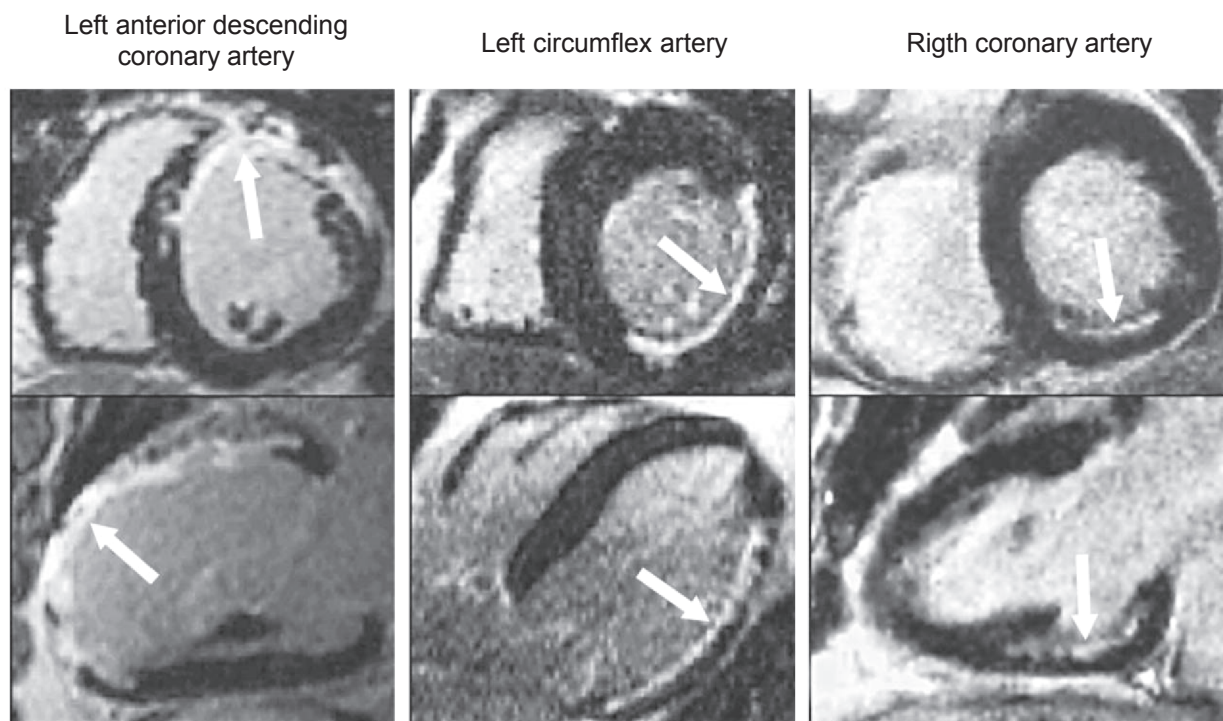 Left anterior descending
coronary artery
Left circumflex artery
Rigth coronary artery